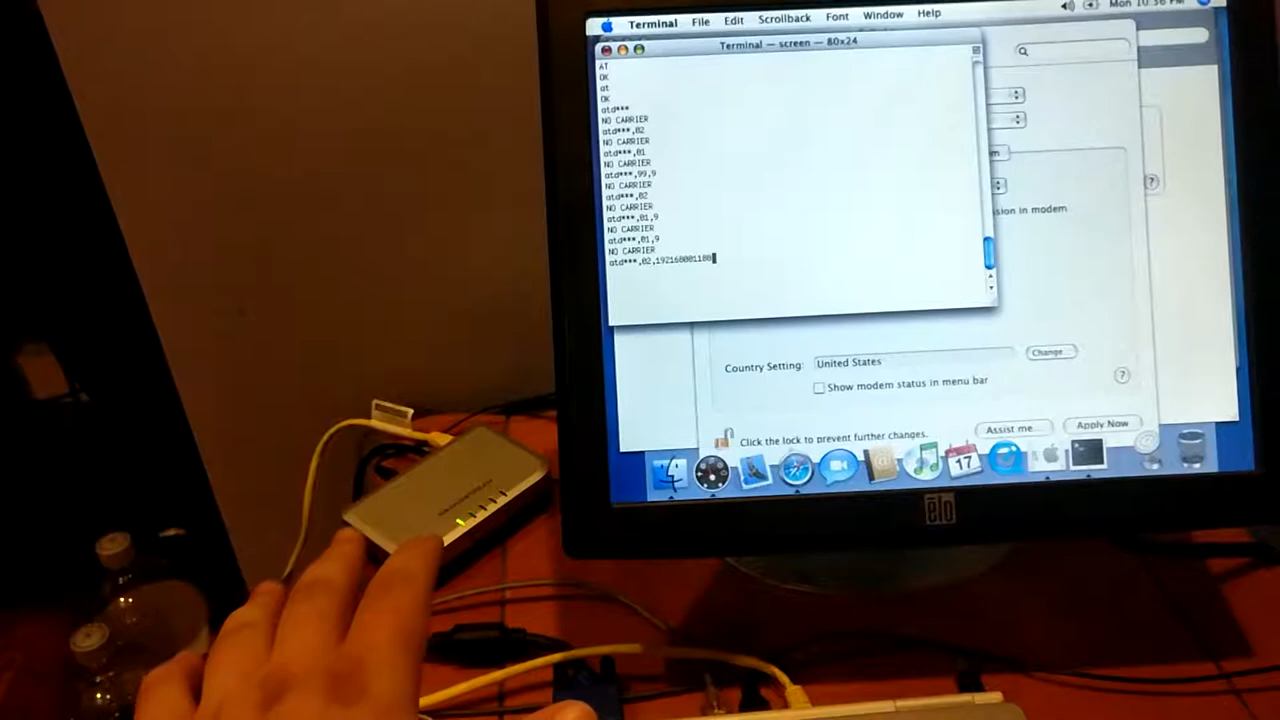 Terminal File Edit Scrollback Font Window Help
Mon 10:36 PM
Terminal — screen — 80x24
AT
OK
at
OK
atd***
NO CARRIER
atd***,02
NO CARRIER
atd***,01
NO CARRIER
atd***,99,9
NO CARRIER
atd***,02
NO CARRIER
atd***,01,9
NO CARRIER
atd***,01,9
NO CARRIER
m
?
sion in modem
Country Setting: United States Change...
Show modem status in menu bar
?
Click the lock to prevent further changes. Assist me... Apply Now
17
elo